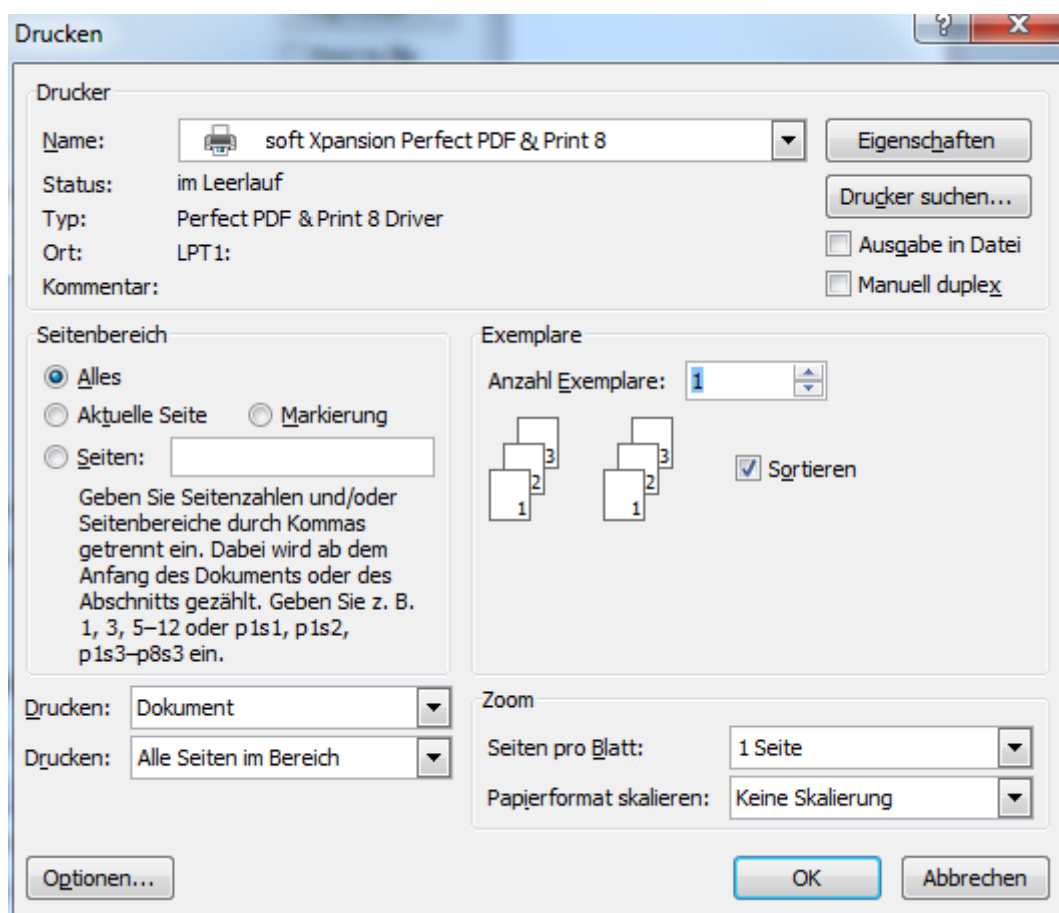 Drucken
Drucker
Name: soft Xpansion Perfect PDF & Print 8 Eigenschaften
Status: im Leerlauf Drucker suchen...
Typ: Perfect PDF & Print 8 Driver
Ort: LPT1: Ausgabe in Datei
Kommentar: Manuell duplex
Seitenbereich
Alles
Aktuelle Seite Markierung
Seiten:
Geben Sie Seitenzahlen und/oder
Seitenbereiche durch Kommas
getrennt ein. Dabei wird ab dem
Anfang des Dokuments oder des
Abschnitts gezählt. Geben Sie z. B.
1, 3, 5–12 oder p1s1, p1s2,
p1s3–p8s3 ein.
Exemplare
Anzahl Exemplare: 1
3 3
2 2
1 1
Sortieren
Drucken: Dokument
Drucken: Alle Seiten im Bereich
Zoom
Seiten pro Blatt: 1 Seite
Papierformat skalieren: Keine Skalierung
Optionen... OK Abbrechen